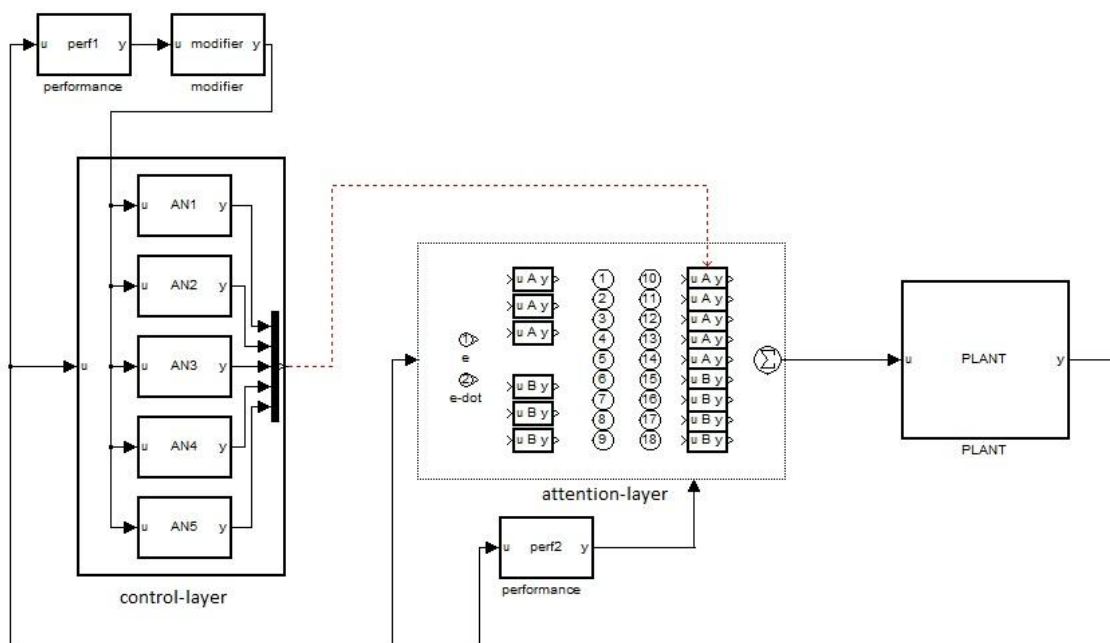 u perf1 y
performance
u modifier y
modifier
u AN1 y
u AN2 y
u
u AN3 y
u AN4 y
u AN5 y
control-layer
u A y
u A y
u A y
u B y
u B y
u B y
1
e
2
e-dot
1
2
3
4
5
6
7
8
9
10
11
12
13
14
15
16
17
18
u A y
u A y
u A y
u A y
u A y
u B y
u B y
u B y
u B y
Σ
attention-layer
u perf2 y
performance
u PLANT y
PLANT